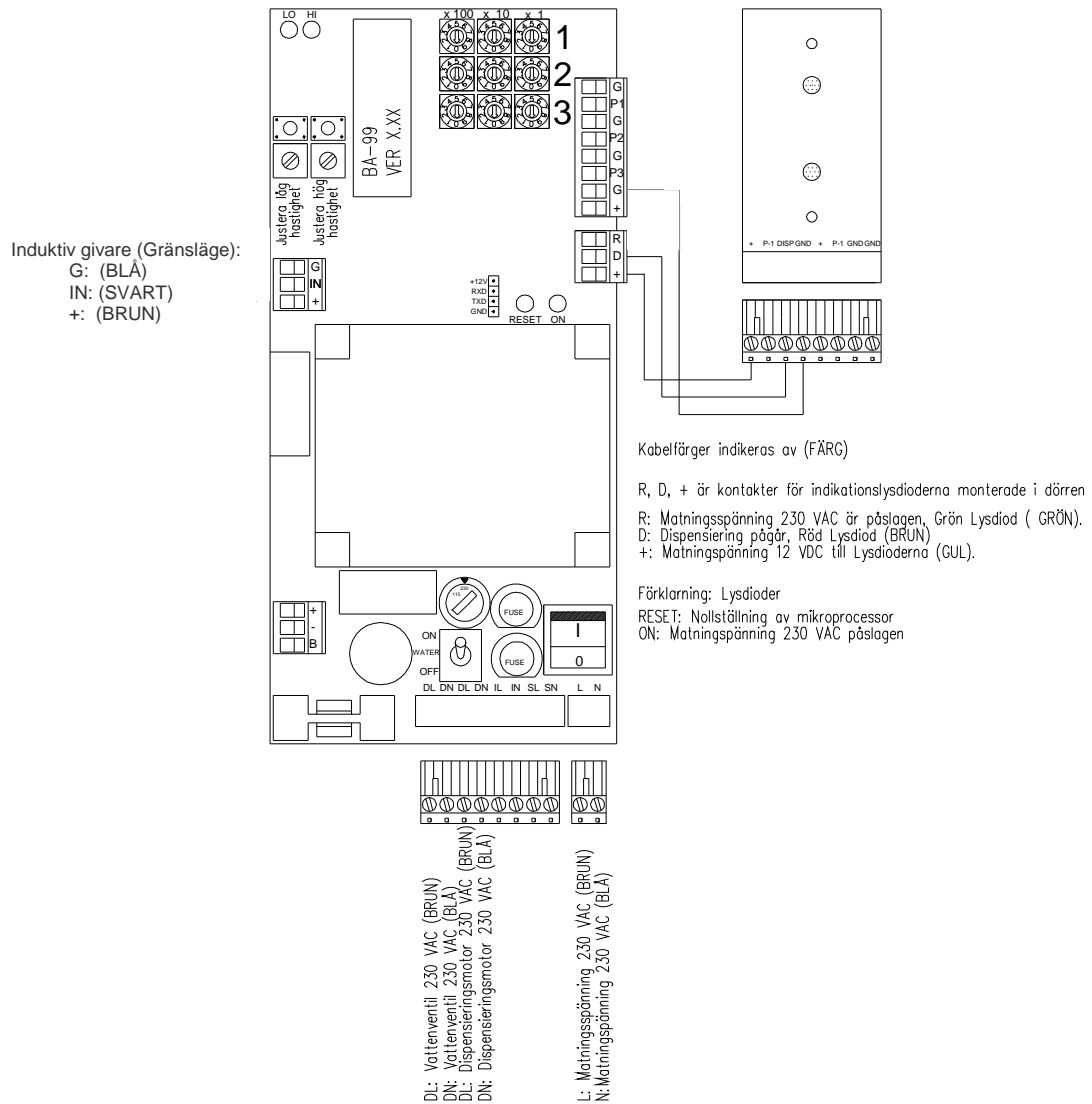 LO HI
x 100 x 10 x 1
1
2
3
BA-99
VER X.XX
Justera låg
hastighet
Justera hög
hastighet
G
P1
G
P2
G
P3
G
+
R
D
+
+ P-1 DISP GND + P-1 GND GND
Induktiv givare (Gränsläge):
G: (BLÅ)
IN: (SVART)
+: (BRUN)
G
IN
+
+12V
RXD
TXD
GND
RESET ON
Kabelfärger indikeras av (FÄRG)
R, D, + är kontakter för indikationslysdioderna monterade i dörren
R: Matningsspänning 230 VAC är påslagen, Grön Lysdiod ( GRÖN).
D: Dispensiering pågår, Röd Lysdiod (BRUN)
+: Matningspänning 12 VDC till Lysdioderna (GUL).
Förklarning: Lysdioder
RESET: Nollställning av mikroprocessor
ON: Matningspänning 230 VAC påslagen
+
-
B
230
115
FUSE
FUSE
ON
WATER
OFF
I
0
DL DN DL DN IL IN SL SN L N
DL: Vattenventil 230 VAC (BRUN)
DN: Vattenventil 230 VAC (BLÅ)
DL: Dispensieringsmotor 230 VAC (BRUN)
DN: Dispensieringsmotor 230 VAC (BLÅ)
L: Matningsspänning 230 VAC (BRUN)
N: Matningspänning 230 VAC (BLÅ)